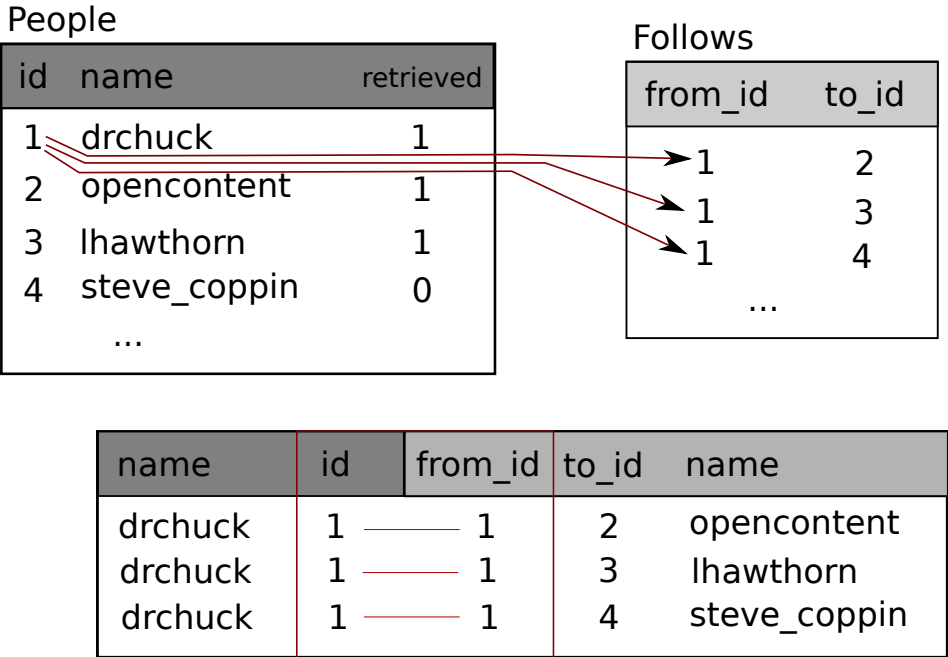 People
id name retrieved
1 drchuck 1
2 opencontent 1
3 lhawthorn 1
4 steve_coppin 0
...
Follows
from_id to_id
1 2
1 3
1 4
...
name id from_id to_id name
drchuck 1 1 2 opencontent
drchuck 1 1 3 lhawthorn
drchuck 1 1 4 steve_coppin